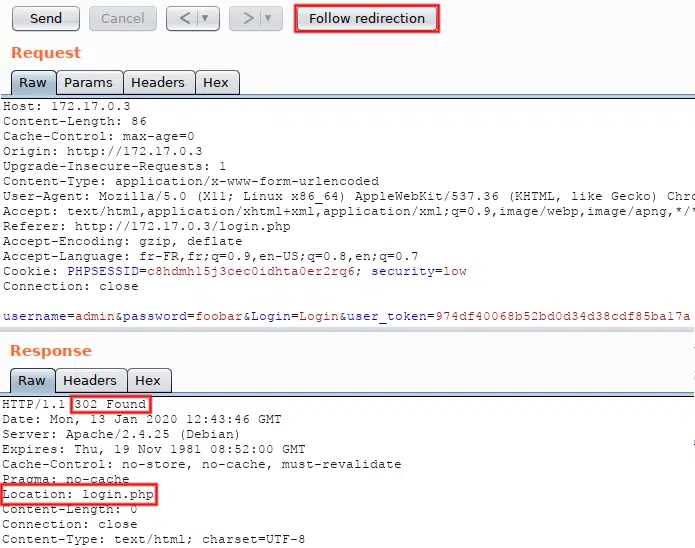 Send Cancel < | ▼ > | ▼ Follow redirection
Request
Raw Params Headers Hex
Host: 172.17.0.3
Content-Length: 86
Cache-Control: max-age=0
Origin: http://172.17.0.3
Upgrade-Insecure-Requests: 1
Content-Type: application/x-www-form-urlencoded
User-Agent: Mozilla/5.0 (X11; Linux x86_64) AppleWebKit/537.36 (KHTML, like Gecko) Chro
Accept: text/html,application/xhtml+xml,application/xml;q=0.9,image/webp,image/apng,*/*
Referer: http://172.17.0.3/login.php
Accept-Encoding: gzip, deflate
Accept-Language: fr-FR,fr;q=0.9,en-US;q=0.8,en;q=0.7
Cookie: PHPSESSID=c8hdmh15j3cec0idhta0er2rq6; security=low
Connection: close
username=admin&password=foobar&Login=Login&user_token=974df40068b52bd0d34d38cdf85ba17a
Response
Raw Headers Hex
HTTP/1.1 302 Found
Date: Mon, 13 Jan 2020 12:43:46 GMT
Server: Apache/2.4.25 (Debian)
Expires: Thu, 19 Nov 1981 08:52:00 GMT
Cache-Control: no-store, no-cache, must-revalidate
Pragma: no-cache
Location: login.php
Content-Length: 0
Connection: close
Content-Type: text/html; charset=UTF-8